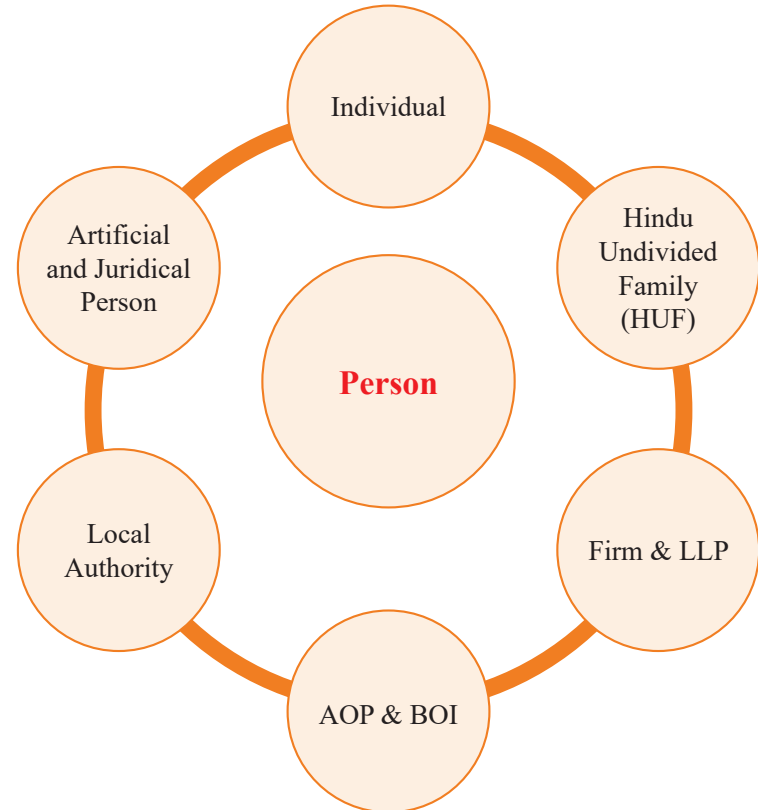 Individual
Hindu
Undivided
Family
(HUF)
Firm & LLP
AOP & BOI
Local
Authority
Artificial
and Juridical
Person
Person